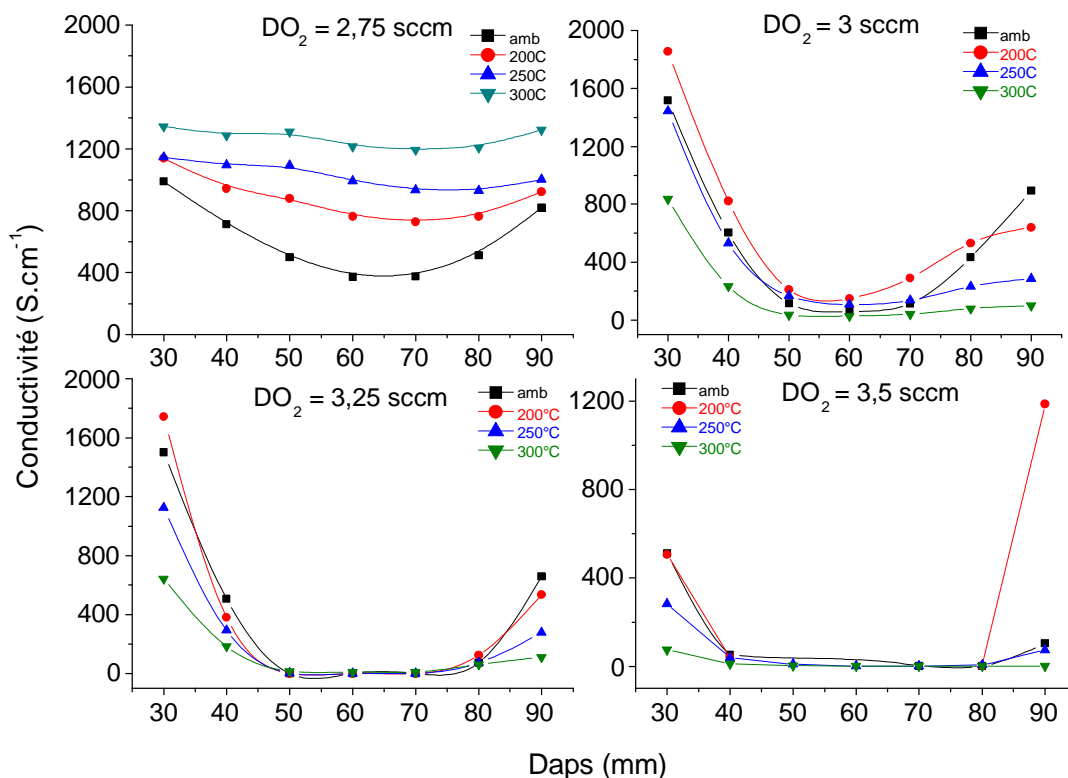 Conductivité (S.cm⁻¹)
DO₂ = 2,75 sccm
amb
200C
250C
300C
2000
1600
1200
800
400
0
30 40 50 60 70 80 90
DO₂ = 3 sccm
amb
200C
250C
300C
2000
1600
1200
800
400
0
30 40 50 60 70 80 90
DO₂ = 3,25 sccm
amb
200°C
250°C
300°C
2000
1600
1200
800
400
0
30 40 50 60 70 80 90
DO₂ = 3,5 sccm
amb
200°C
250°C
300°C
1200
800
400
0
30 40 50 60 70 80 90
Daps (mm)